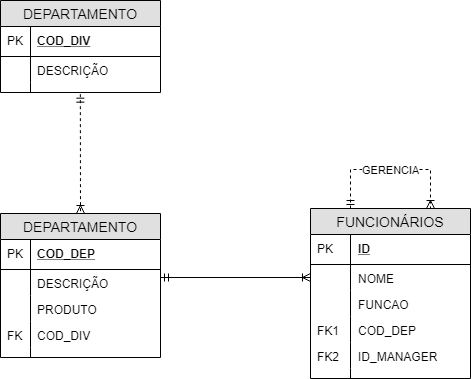 DEPARTAMENTO
PK COD_DIV
DESCRIÇÃO
DEPARTAMENTO
PK COD_DEP
DESCRIÇÃO
PRODUTO
FK COD_DIV
GERENCIA
FUNCIONÁRIOS
PK ID
NOME
FUNCAO
FK1 COD_DEP
FK2 ID_MANAGER